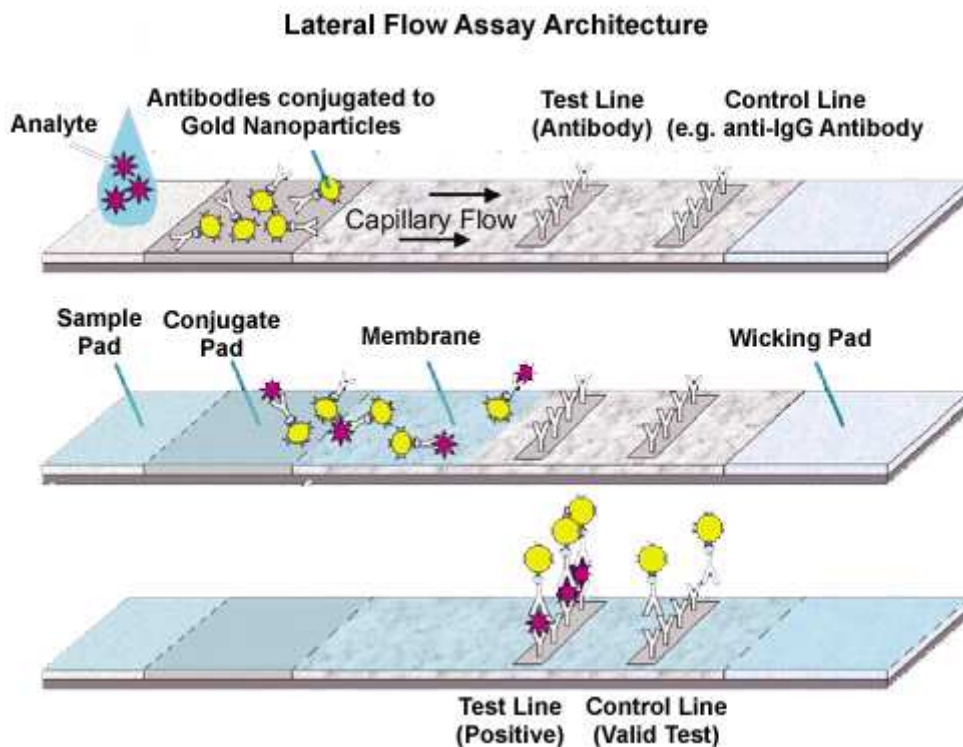 Lateral Flow Assay Architecture
Analyte
Antibodies conjugated to
Gold Nanoparticles
Test Line
(Antibody)
Control Line
(e.g. anti-IgG Antibody
Capillary Flow
Sample
Pad
Conjugate
Pad
Membrane
Wicking Pad
Test Line
(Positive)
Control Line
(Valid Test)